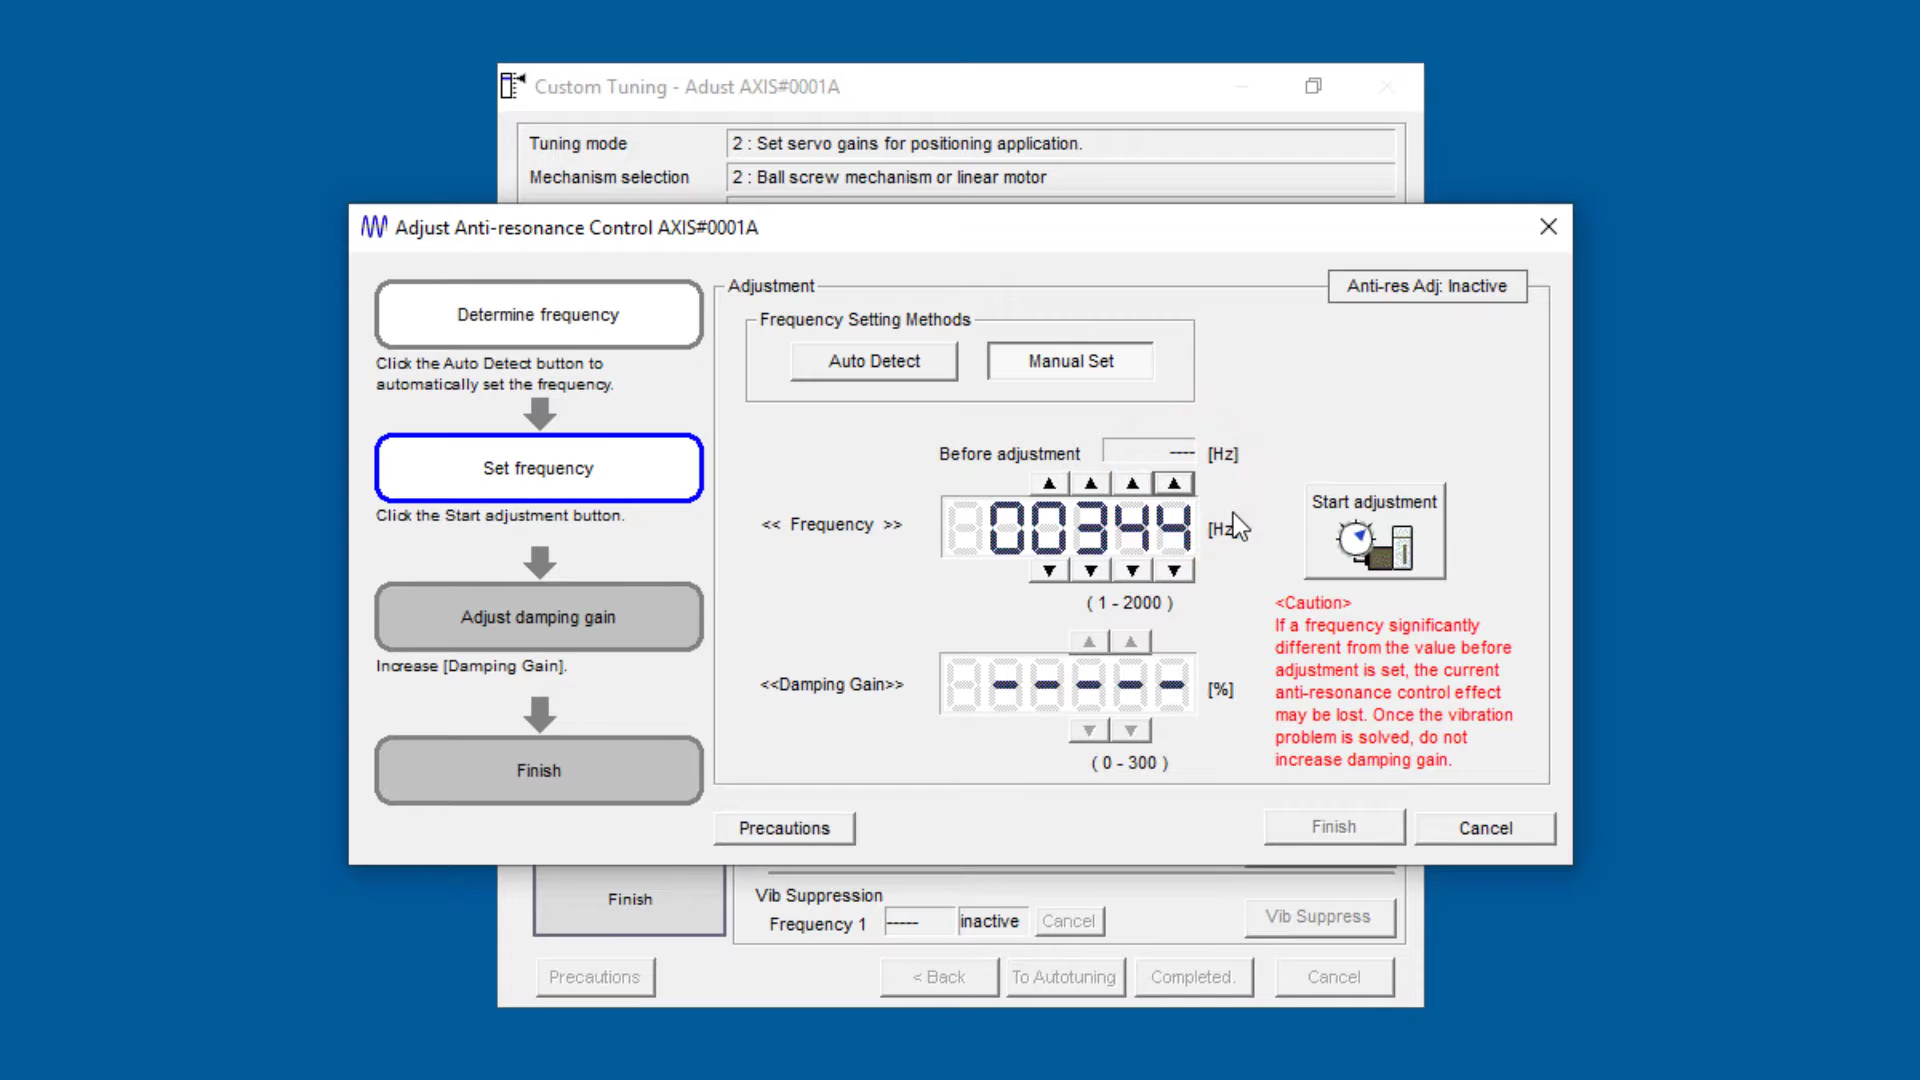 Custom Tuning - Adust AXIS#0001A
Tuning mode
2 : Set servo gains for positioning application.
Mechanism selection
2 : Ball screw mechanism or linear motor
Adjust Anti-resonance Control AXIS#0001A
Determine frequency
Click the Auto Detect button to
automatically set the frequency.
Set frequency
Click the Start adjustment button.
Adjust damping gain
Increase [Damping Gain].
Finish
Adjustment
Anti-res Adj: Inactive
Frequency Setting Methods
Auto Detect
Manual Set
Before adjustment
----
[Hz]
<< Frequency >>
00344
[Hz
( 1 - 2000 )
<<Damping Gain>>
-----
[%]
( 0 - 300 )
Start adjustment
<Caution>
If a frequency significantly
different from the value before
adjustment is set, the current
anti-resonance control effect
may be lost. Once the vibration
problem is solved, do not
increase damping gain.
Precautions
Finish
Cancel
Finish
Vib Suppression
Frequency 1
-----
inactive
Cancel
Vib Suppress
Precautions
< Back
To Autotuning
Completed.
Cancel